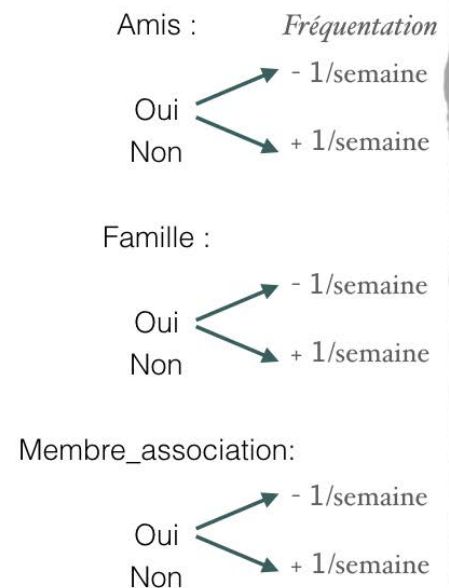 Amis : Fréquentation
- 1/semaine
Oui
+ 1/semaine
Non
Famille :
- 1/semaine
Oui
+ 1/semaine
Non
Membre_association:
- 1/semaine
Oui
+ 1/semaine
Non